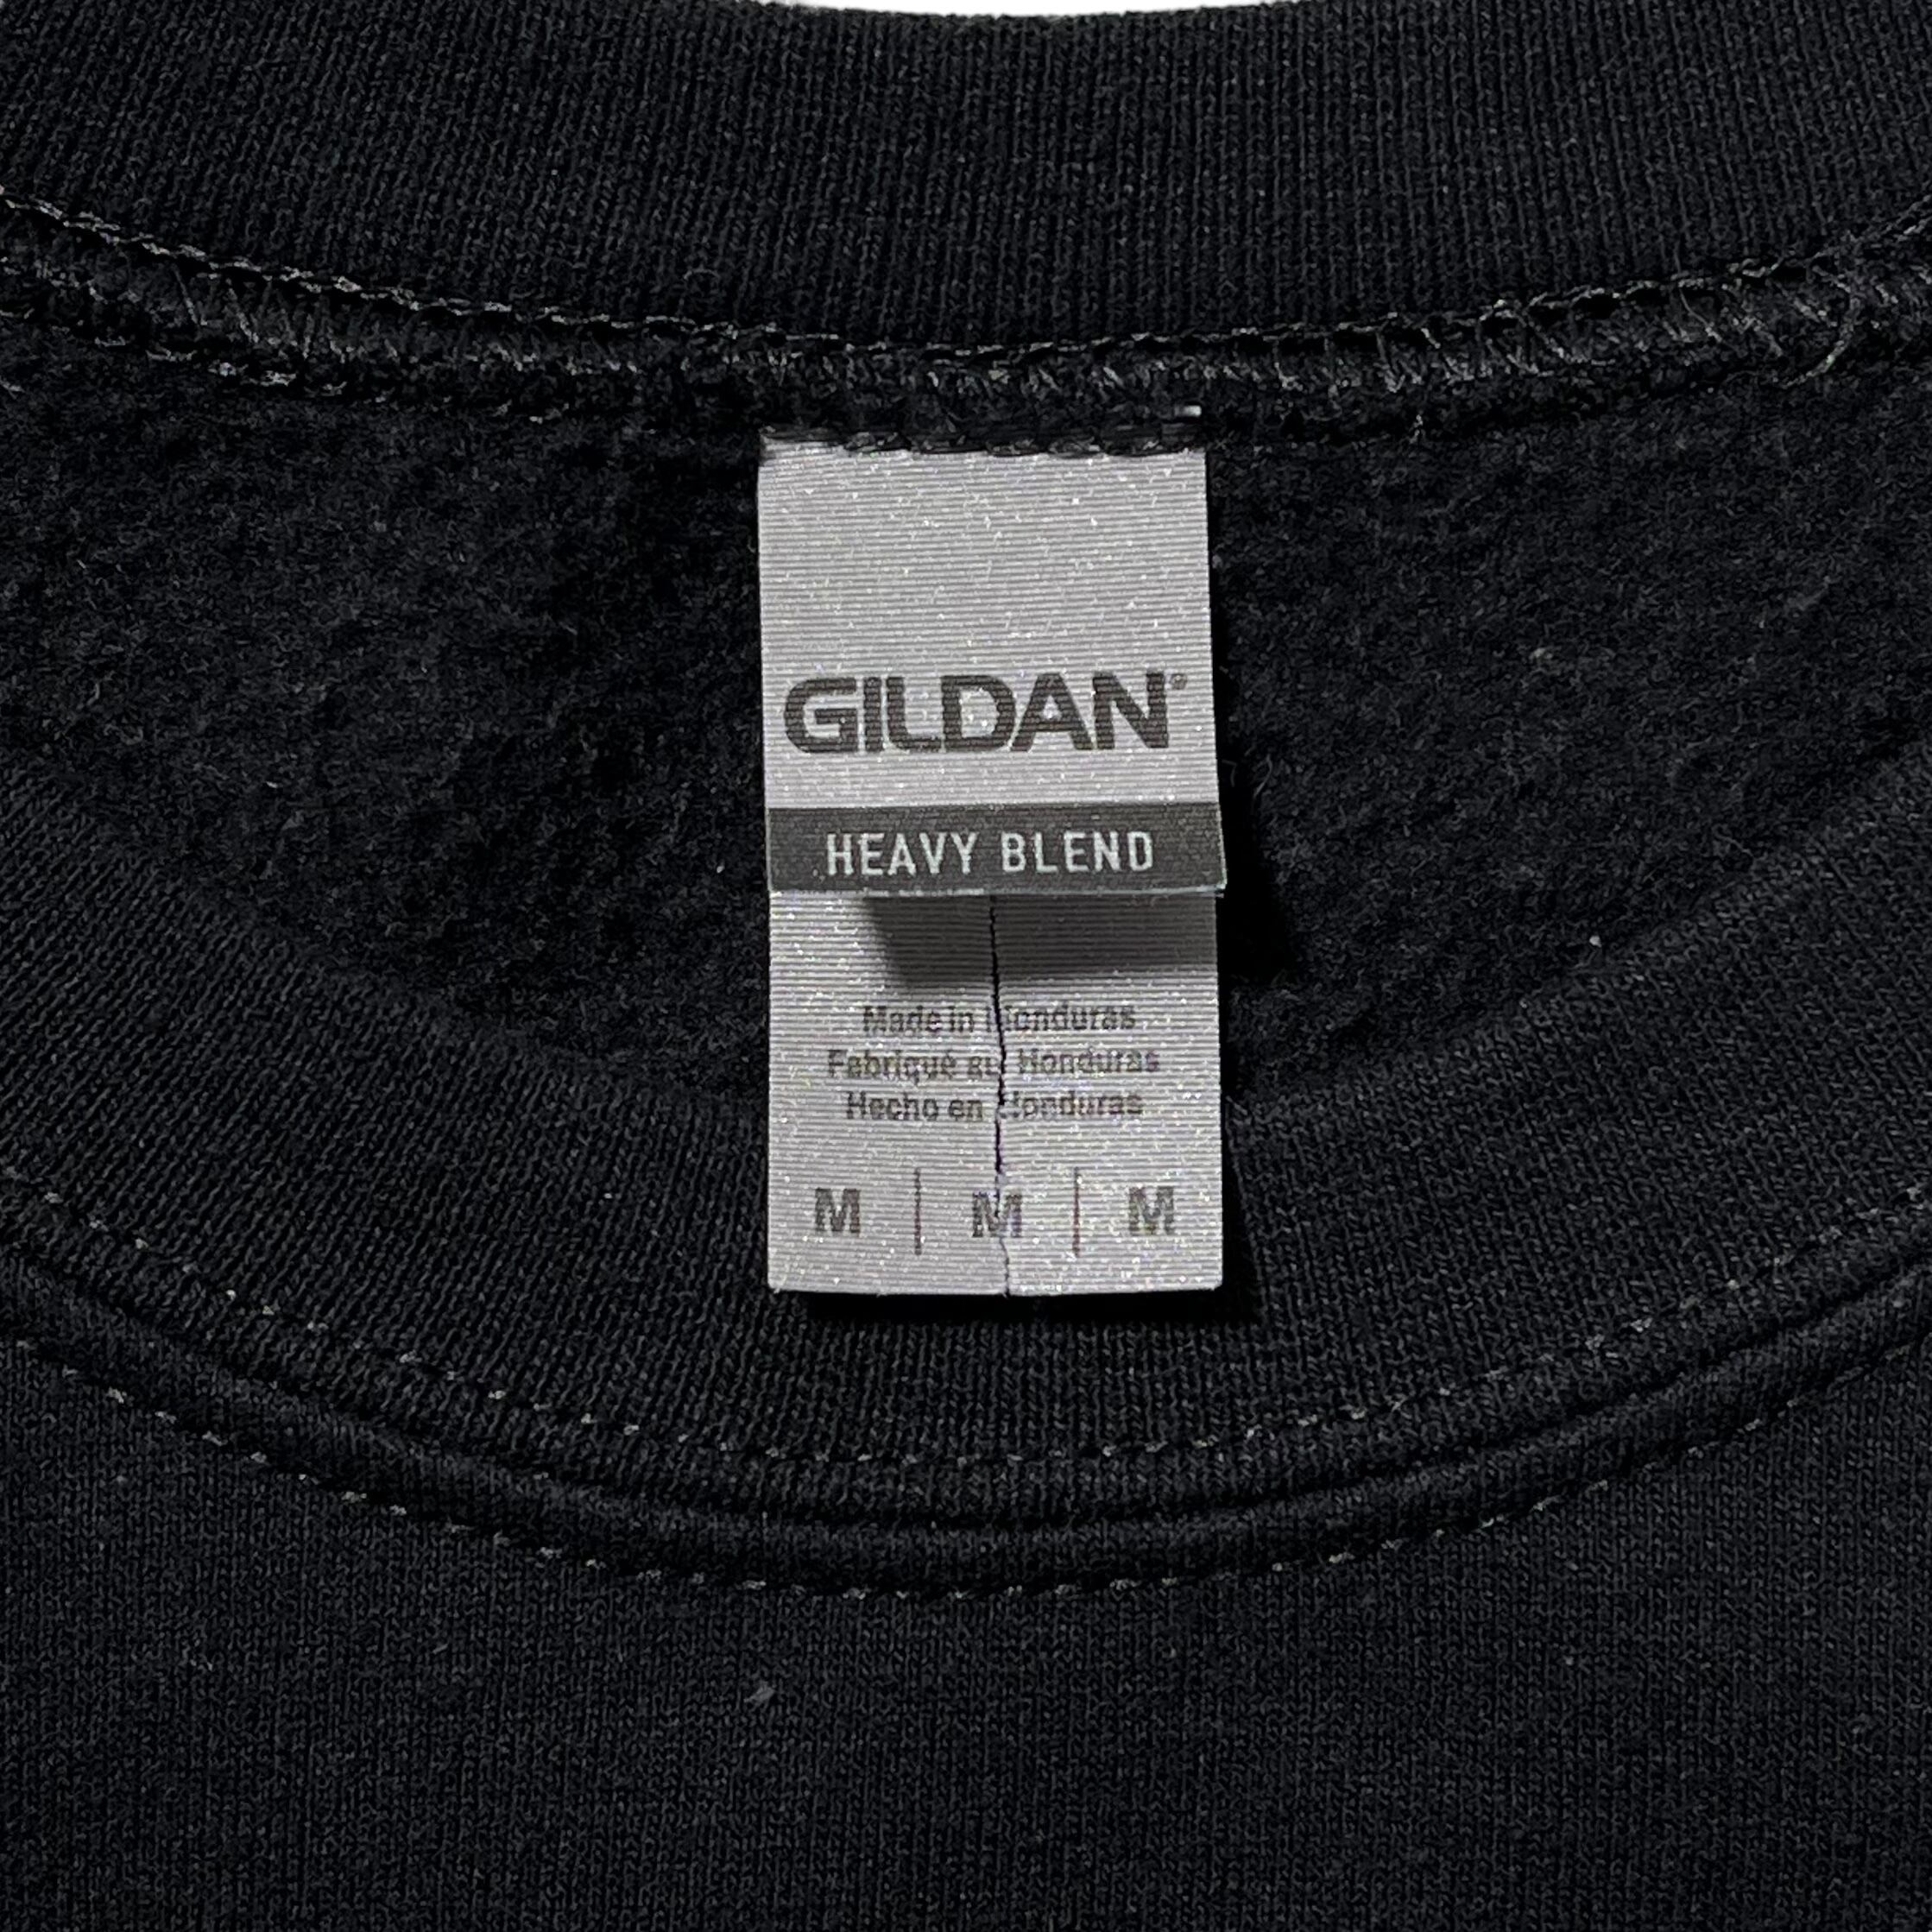 GILDAN®
HEAVY BLEND
Made in Honduras
Fabriqué au Honduras
Hecho en Honduras
M | M | M